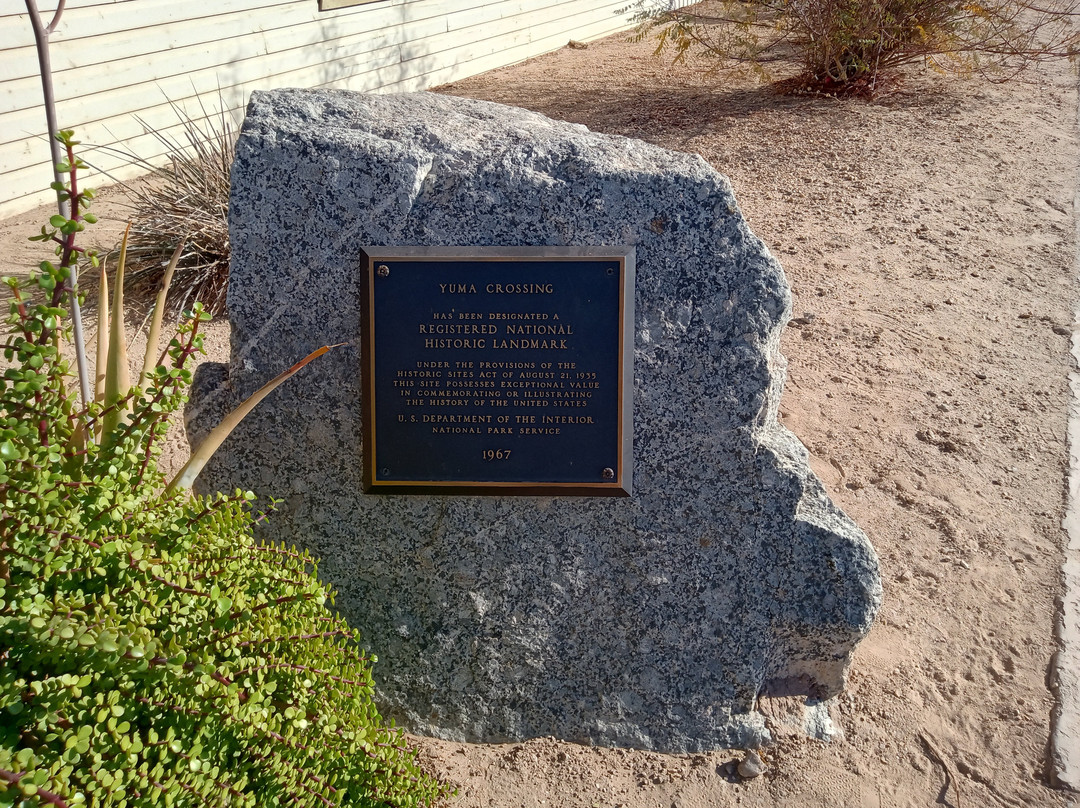 YUMA CROSSING
HAS BEEN DESIGNATED A
REGISTERED NATIONAL
HISTORIC LANDMARK
UNDER THE PROVISIONS OF THE
HISTORIC SITES ACT OF AUGUST 21, 1935
THIS SITE POSSESSES EXCEPTIONAL VALUE
IN COMMEMORATING OR ILLUSTRATING
THE HISTORY OF THE UNITED STATES
U. S. DEPARTMENT OF THE INTERIOR
NATIONAL PARK SERVICE
1967